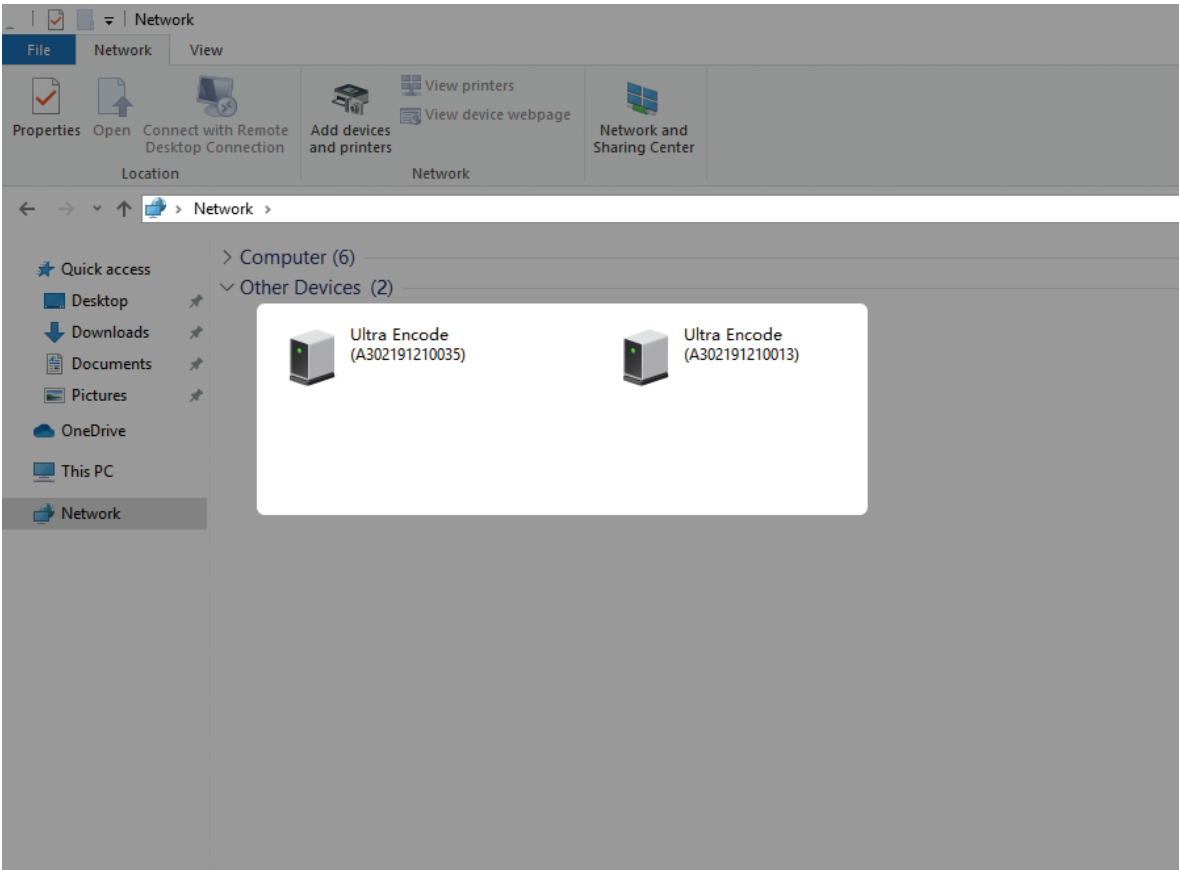 Network
File
Network
View
Properties
Open
Connect with Remote
Desktop Connection
Add devices
and printers
View printers
View device webpage
Network and
Sharing Center
Location
Network
Network
Quick access
Desktop
Downloads
Documents
Pictures
OneDrive
This PC
Network
Computer (6)
Other Devices (2)
Ultra Encode
(A302191210035)
Ultra Encode
(A302191210013)